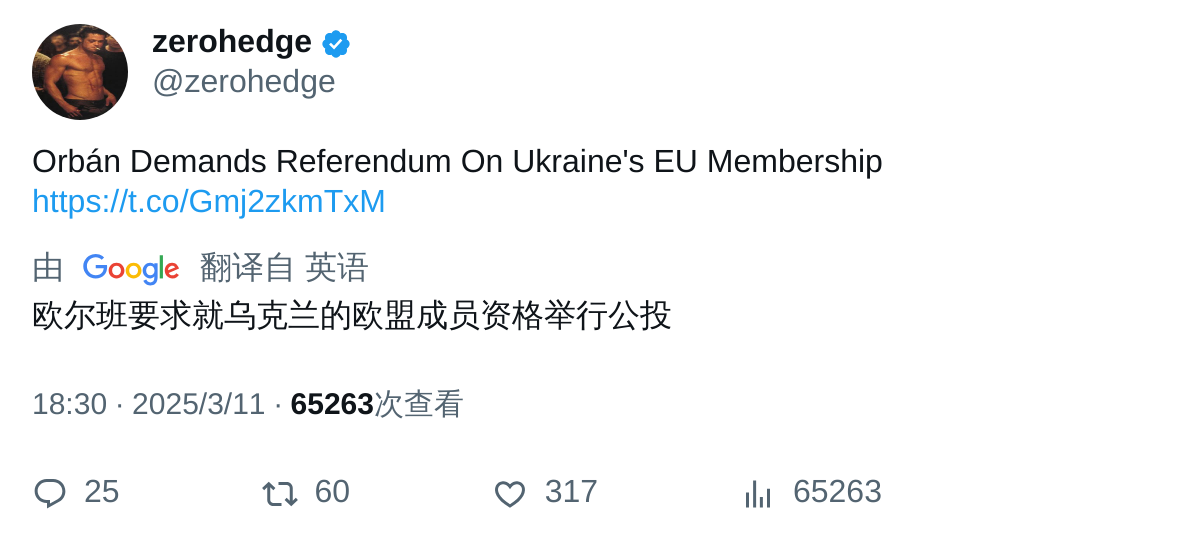 zerohedge
@zerohedge
Orbán Demands Referendum On Ukraine's EU Membership
https://t.co/Gmj2zkmTxM
由 Google 翻译自 英语
欧尔班要求就乌克兰的欧盟成员资格举行公投
18:30 · 2025/3/11 · 65263次查看
25 60 317 65263